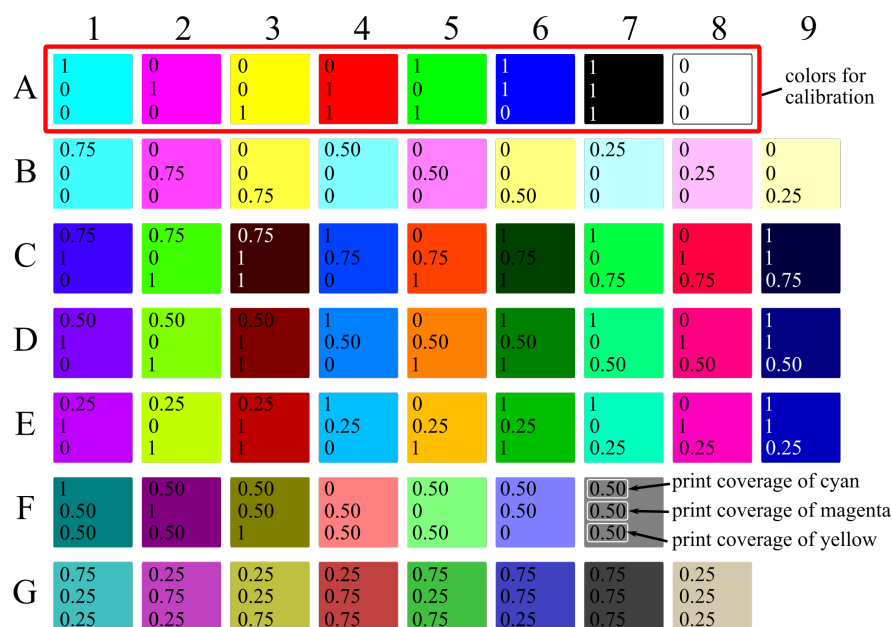 1 2 3 4 5 6 7 8 9
1 0 0 0 1 1 1 0
A 0 1 0 1 0 1 1 0
0 0 1 1 1 0 1 0
colors for
calibration
0.75 0 0 0.50 0 0 0.25 0 0
B 0 0.75 0 0 0.50 0 0 0.25 0
0 0 0.75 0 0 0.50 0 0 0.25
0.75 0.75 0.75 1 0 1 1 0 1
C 1 0 1 0.75 0.75 0.75 0 1 1
0 1 1 0 1 1 0.75 0.75 0.75
0.50 0.50 0.50 1 0 1 1 0 1
D 1 0 1 0.50 0.50 0.50 0 1 1
0 1 1 0 1 1 0.50 0.50 0.50
0.25 0.25 0.25 1 0 1 1 0 1
E 1 0 1 0.25 0.25 0.25 0 1 1
0 1 1 0 1 1 0.25 0.25 0.25
1 0.50 0.50 0 0.50 0.50 0.50 print coverage of cyan
F 0.50 1 0.50 0.50 0 0.50 0.50 print coverage of magenta
0.50 0.50 1 0.50 0.50 0 0.50 print coverage of yellow
0.75 0.25 0.25 0.25 0.75 0.75 0.75 0.25
G 0.25 0.75 0.25 0.75 0.25 0.75 0.75 0.25
0.25 0.25 0.75 0.75 0.75 0.25 0.75 0.25